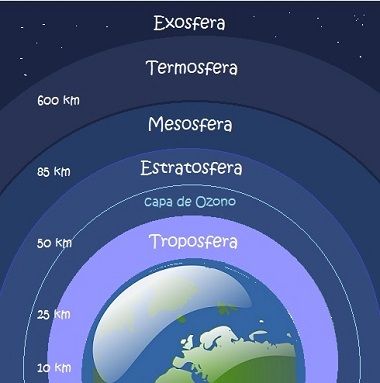 Exosfera
Termosfera
600 km
Mesosfera
85 km
Estratosfera
Capa de Ozono
50 km
Troposfera
25 km
10 km